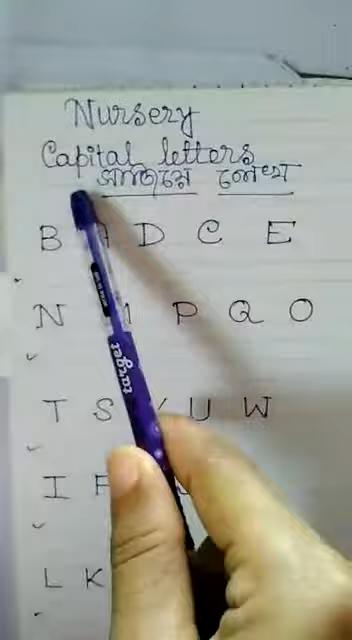 Nursery
Capital letters
সাজিয়ে লেখো
B A D C E
N M P Q O
T S V U W
I F
L K
target